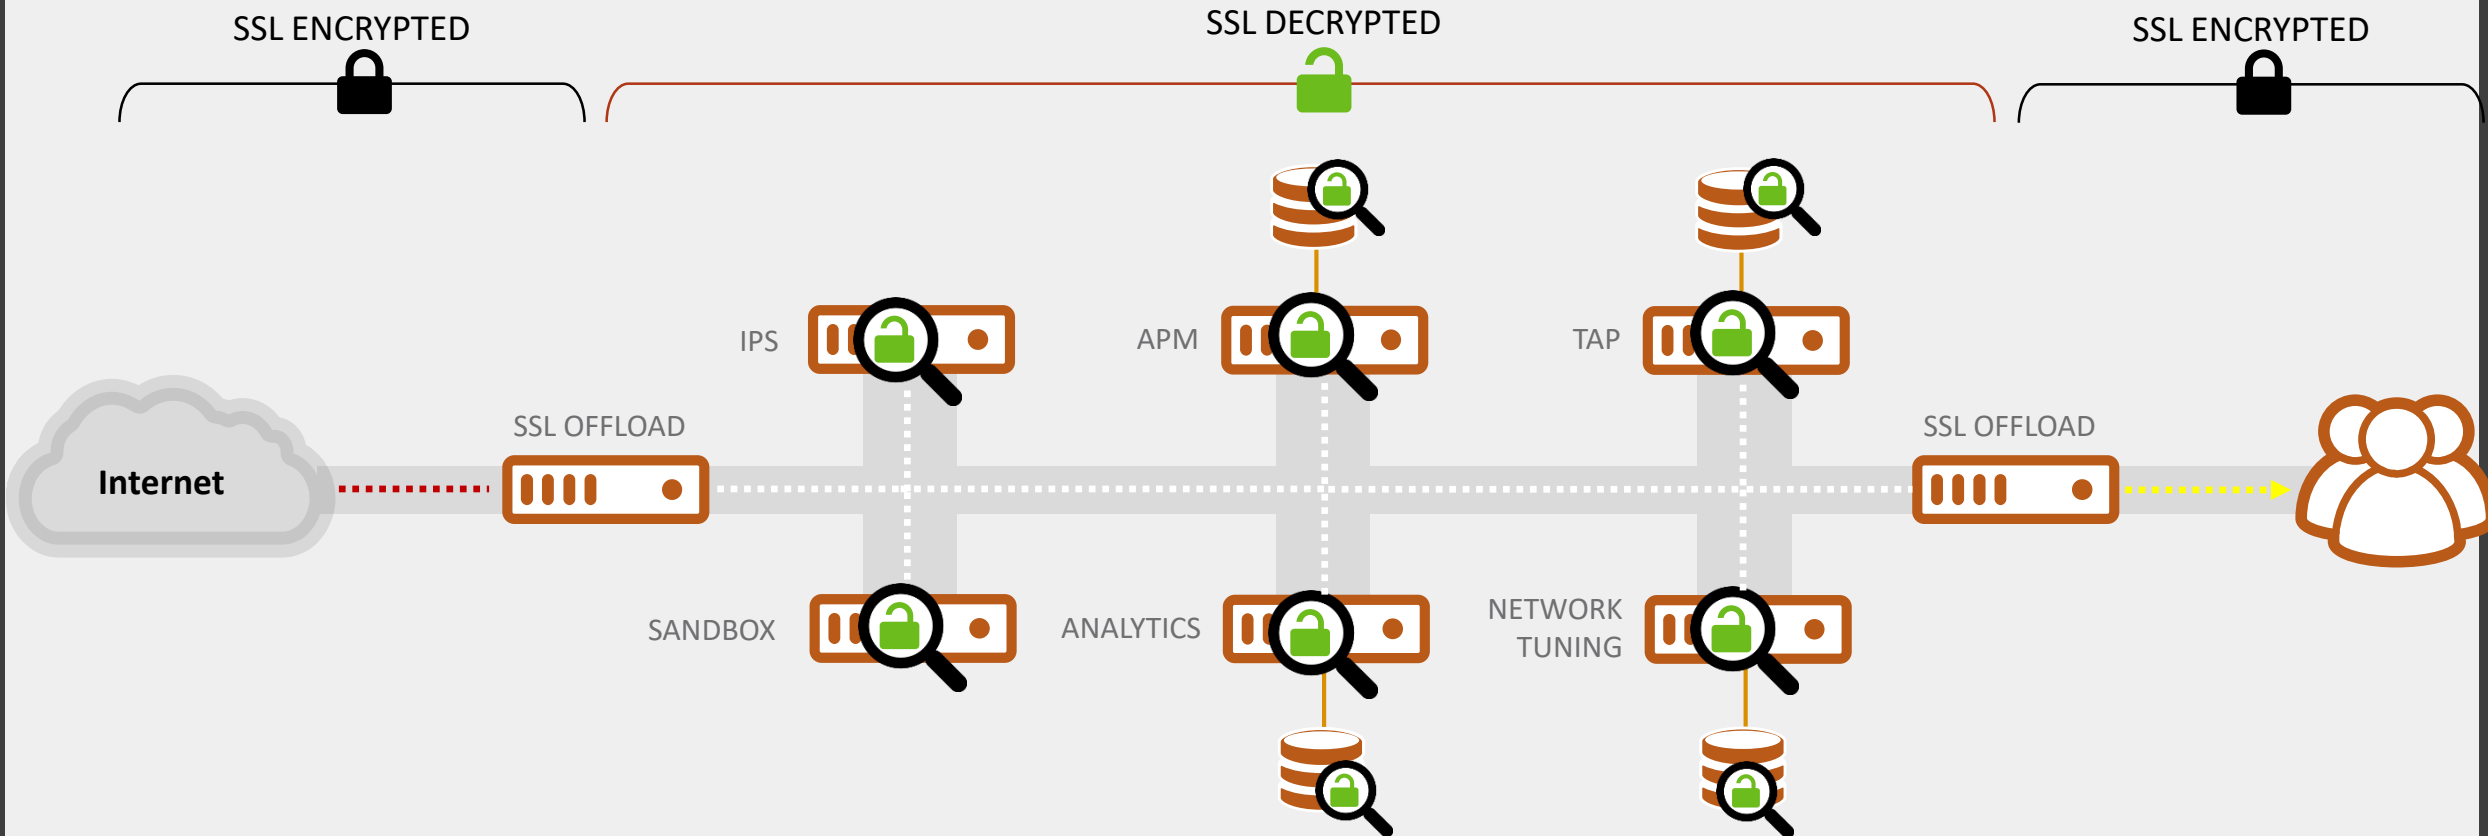 SSL ENCRYPTED
SSL DECRYPTED
SSL ENCRYPTED
IPS
APM
TAP
SSL OFFLOAD
SSL OFFLOAD
Internet
SANDBOX
ANALYTICS
NETWORK
TUNING